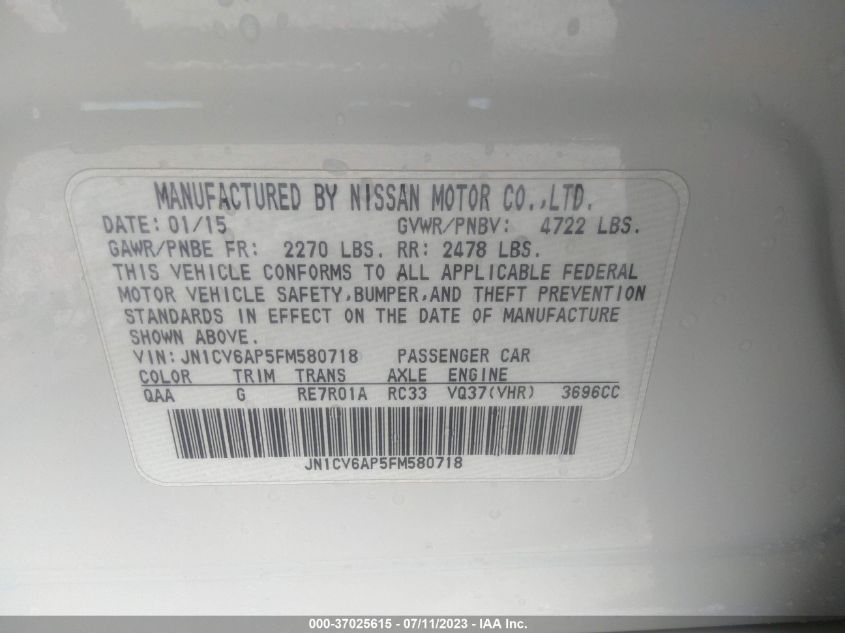 MANUFACTURED BY NISSAN MOTOR CO.,LTD.
DATE: 01/15 GVWR/PNBV: 4722 LBS.
GAWR/PNBE FR: 2270 LBS. RR: 2478 LBS.
THIS VEHICLE CONFORMS TO ALL APPLICABLE FEDERAL
MOTOR VEHICLE SAFETY,BUMPER,AND THEFT PREVENTION
STANDARDS IN EFFECT ON THE DATE OF MANUFACTURE
SHOWN ABOVE.
VIN:JN1CV6AP5FM580718 PASSENGER CAR
COLOR TRIM TRANS AXLE ENGINE
QAA G RE7R01A RC33 VQ37(VHR) 3696CC
JN1CV6AP5FM580718
000-37025615 - 07/11/2023 - IAA Inc.